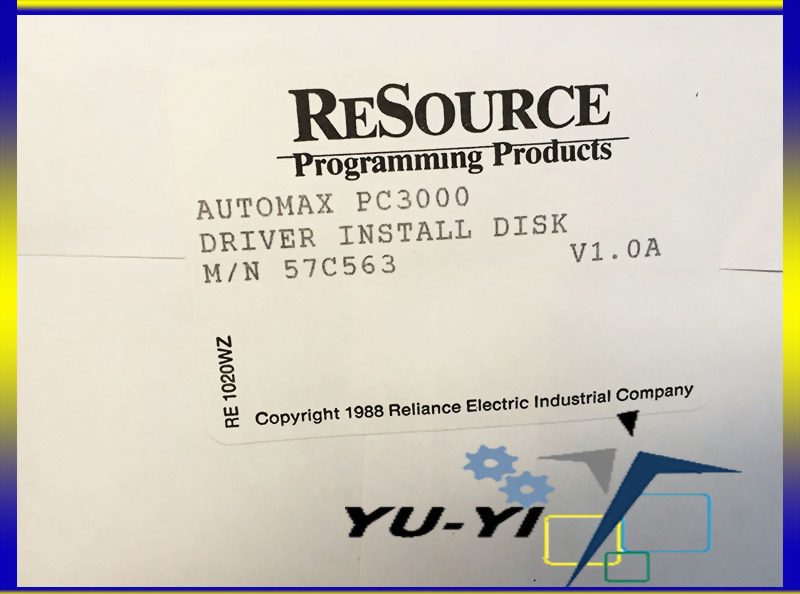 ReSource
Programming Products
AUTOMAX PC3000
DRIVER INSTALL DISK
M/N 57C563 V1.0A
RE 1020WZ
Copyright 1988 Reliance Electric Industrial Company
YU-YI